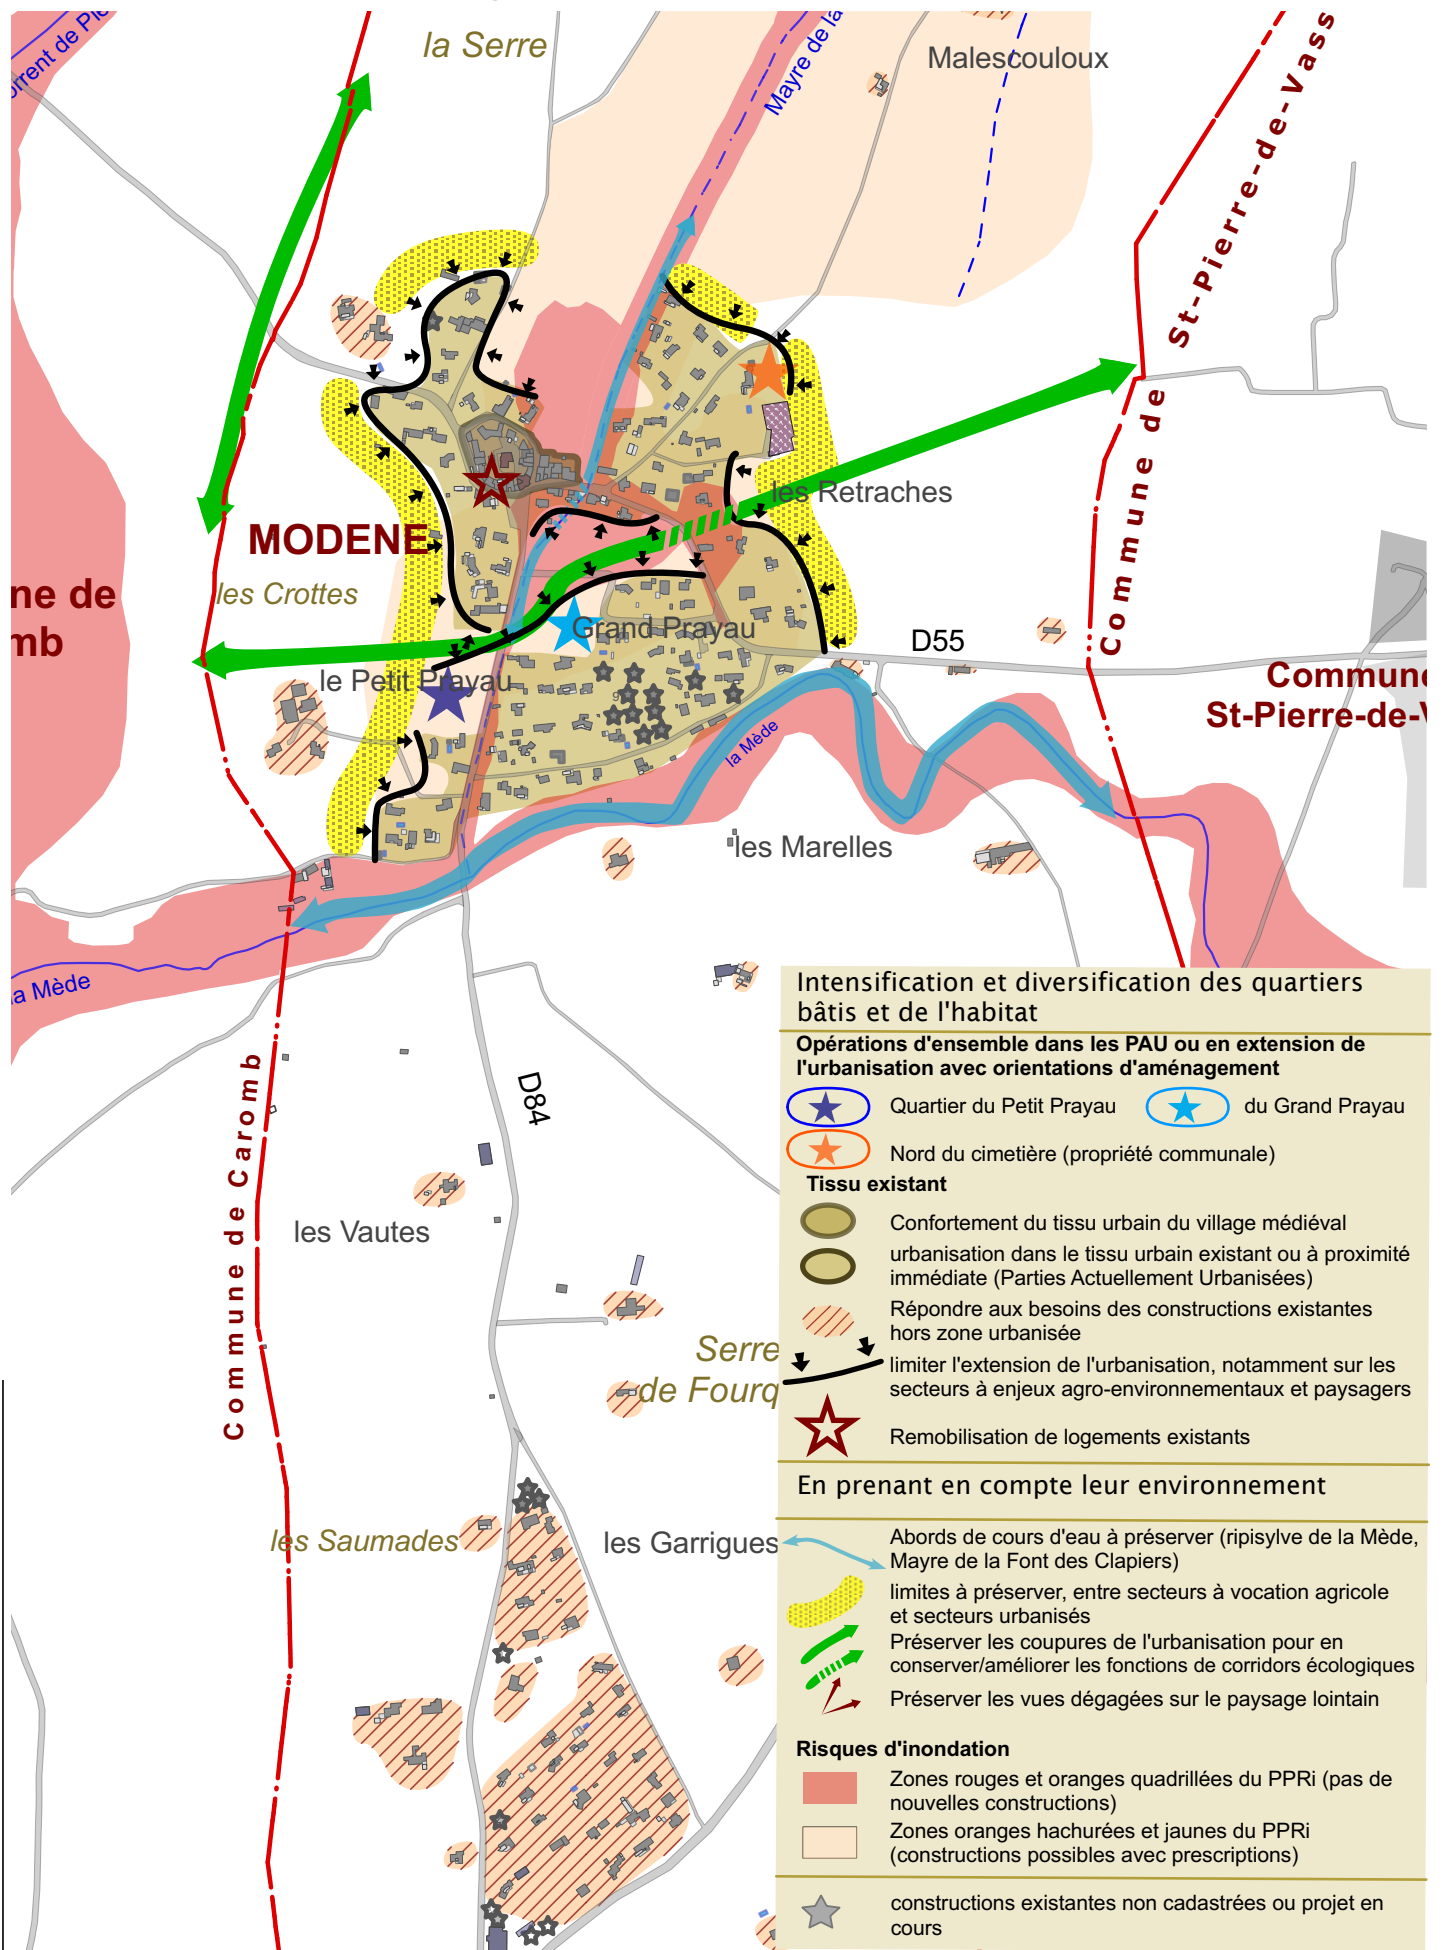 la Serre
Malescouloux
Mayre de la
orrent de Pie
St-Pierre-de-Vass
Commune de
les Retraches
MODENE
les Crottes
ne de
mb
Grand Prayau
D55
le Petit Prayau
Commune
St-Pierre-de-V
la Mède
les Marelles
la Mède
D84
Commune de Caromb
les Vautes
Serre
de Fourq
les Saumades
les Garrigues
Intensification et diversification des quartiers
bâtis et de l'habitat
Opérations d'ensemble dans les PAU ou en extension de
l'urbanisation avec orientations d'aménagement
Quartier du Petit Prayau
du Grand Prayau
Nord du cimetière (propriété communale)
Tissu existant
Confortement du tissu urbain du village médiéval
urbanisation dans le tissu urbain existant ou à proximité
immédiate (Parties Actuellement Urbanisées)
Répondre aux besoins des constructions existantes
hors zone urbanisée
limiter l'extension de l'urbanisation, notamment sur les
secteurs à enjeux agro-environnementaux et paysagers
Remobilisation de logements existants
En prenant en compte leur environnement
Abords de cours d'eau à préserver (ripisylve de la Mède,
Mayre de la Font des Clapiers)
limites à préserver, entre secteurs à vocation agricole
et secteurs urbanisés
Préserver les coupures de l'urbanisation pour en
conserver/améliorer les fonctions de corridors écologiques
Préserver les vues dégagées sur le paysage lointain
Risques d'inondation
Zones rouges et oranges quadrillées du PPRi (pas de
nouvelles constructions)
Zones oranges hachurées et jaunes du PPRi
(constructions possibles avec prescriptions)
constructions existantes non cadastrées ou projet en
cours